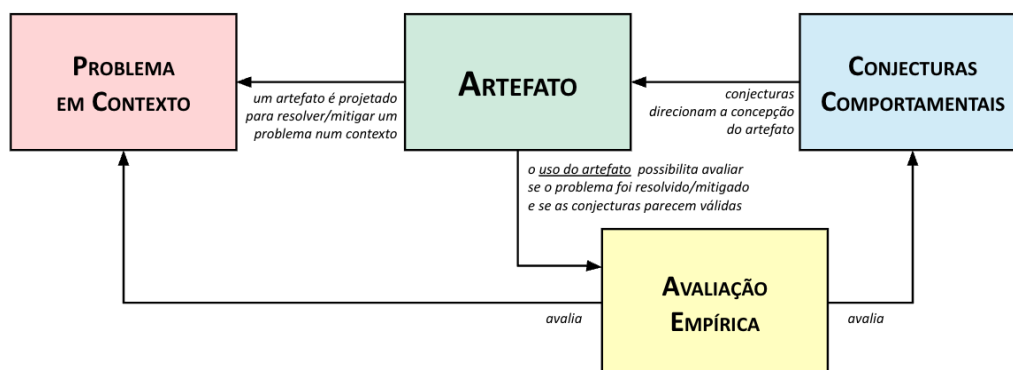 PROBLEMA
EM CONTEXTO
ARTEFATO
CONJECTURAS
COMPORTAMENTAIS
um artefato é projetado
para resolver/mitigar um
problema num contexto
conjecturas
direcionam a concepção
do artefato
o uso do artefato possibilita avaliar
se o problema foi resolvido/mitigado
e se as conjecturas parecem válidas
AVALIAÇÃO
EMPÍRICA
avalia
avalia